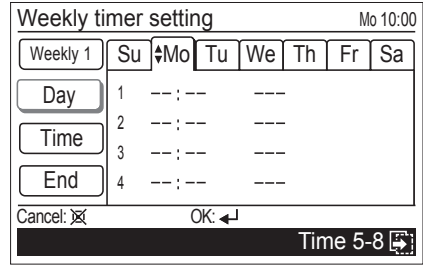 Weekly timer setting Mo 10:00
Weekly 1 Su Mo Tu We Th Fr Sa
Day 1 --:-- ---
2 --:-- ---
Time
3 --:-- ---
End 4 --:-- ---
Cancel: OK:
Time 5-8